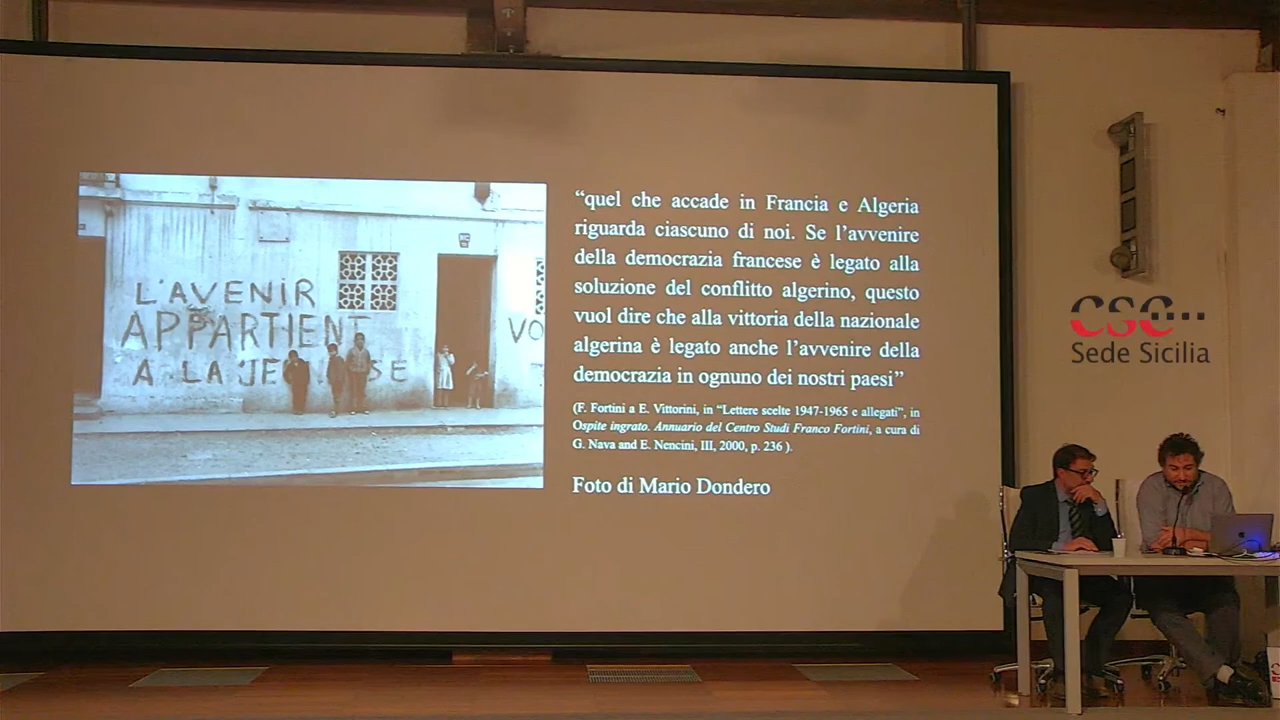 L'AVENIR
APPARTIENT
A LA JE SE
VO
“quel che accade in Francia e Algeria
riguarda ciascuno di noi. Se l’avvenire
della democrazia francese è legato alla
soluzione del conflitto algerino, questo
vuol dire che alla vittoria della nazionale
algerina è legato anche l’avvenire della
democrazia in ognuno dei nostri paesi”
(F. Fortini a E. Vittorini, in “Lettere scelte 1947-1965 e allegati”, in
Ospite ingrato. Annuario del Centro Studi Franco Fortini, a cura di
G. Nava and E. Nencini, III, 2000, p. 236 ).
Foto di Mario Dondero
CSC
Sede Sicilia